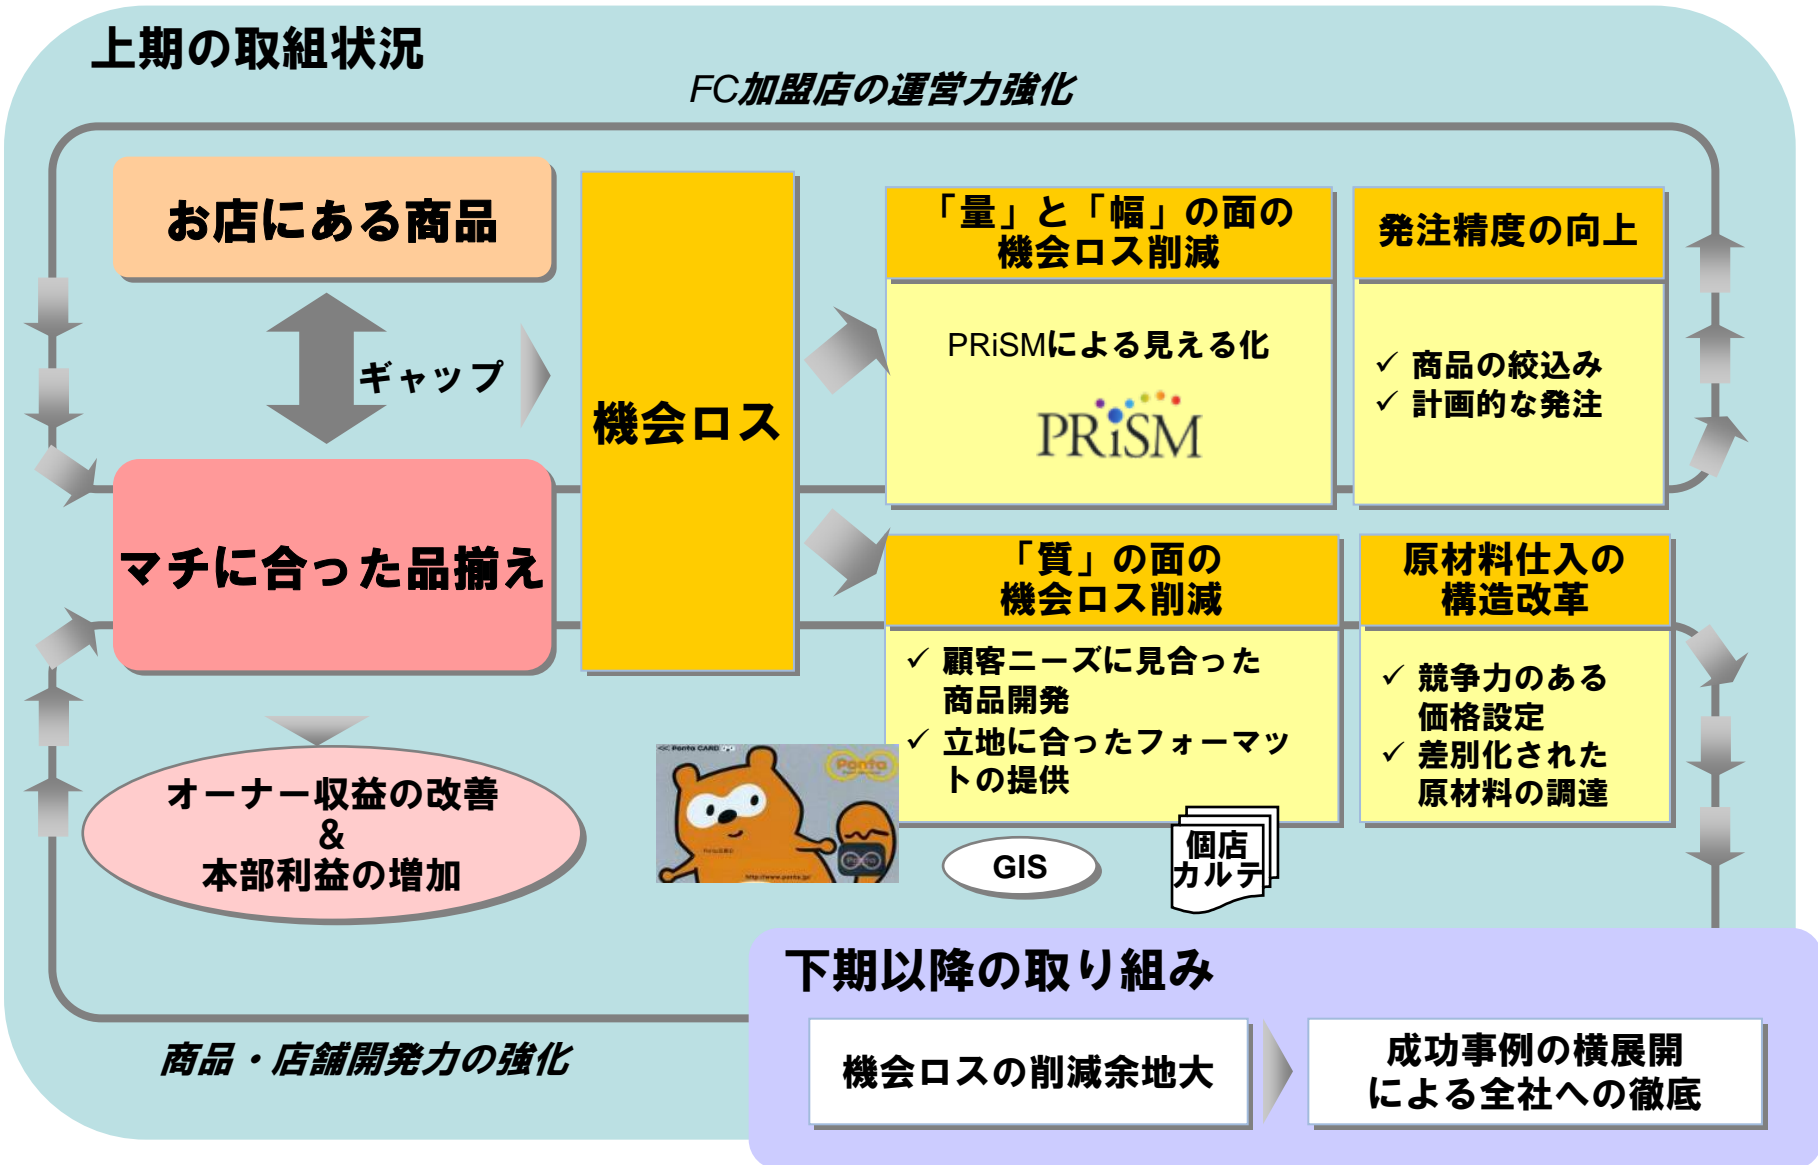 上期の取組状況
FC加盟店の運営力強化
お店にある商品
ギャップ
マチに合った品揃え
機会ロス
「量」と「幅」の面の
機会ロス削減
PRiSMによる見える化
PRiSM
発注精度の向上
✓ 商品の絞込み
✓ 計画的な発注
「質」の面の
機会ロス削減
✓ 顧客ニーズに見合った
商品開発
✓ 立地に合ったフォーマッ
トの提供
原材料仕入の
構造改革
✓ 競争力のある
価格設定
✓ 差別化された
原材料の調達
オーナー収益の改善
&
本部利益の増加
<< Ponta CARD
Ponta
Ponta
http://www.ponta.jp/
GIS
個店
カルテ
商品・店舗開発力の強化
下期以降の取り組み
機会ロスの削減余地大
成功事例の横展開
による全社への徹底